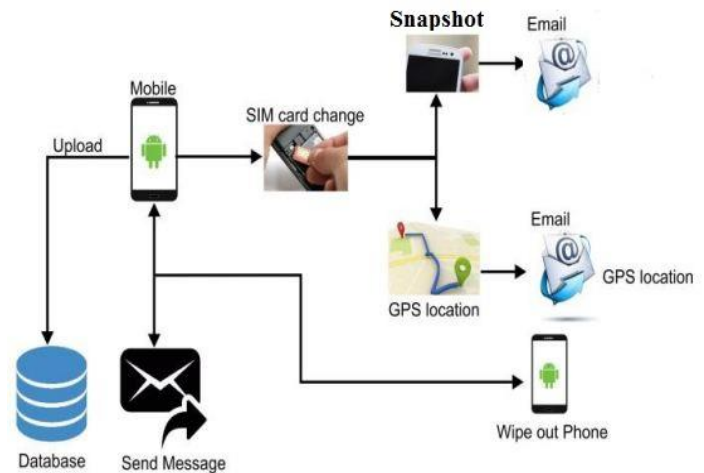 Snapshot
Email
@
Mobile
SIM card change
Upload
Email
@
GPS location
GPS location
Database
Send Message
Wipe out Phone